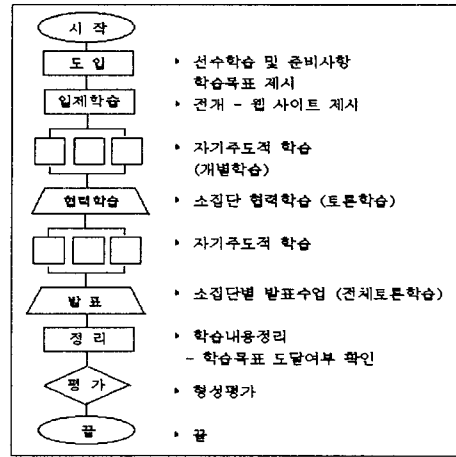 시 작
도 입
• 선수학습 및 준비사항
학습목표 제시
일제학습
• 전개 - 웹 사이트 제시
• 자기주도적 학습
(개별학습)
협력학습
• 소집단 협력학습 (토론학습)
• 자기주도적 학습
발 표
• 소집단별 발표수업 (전체토론학습)
정 리
• 학습내용정리
- 학습목표 도달여부 확인
평 가
• 형성평가
끝
• 끝